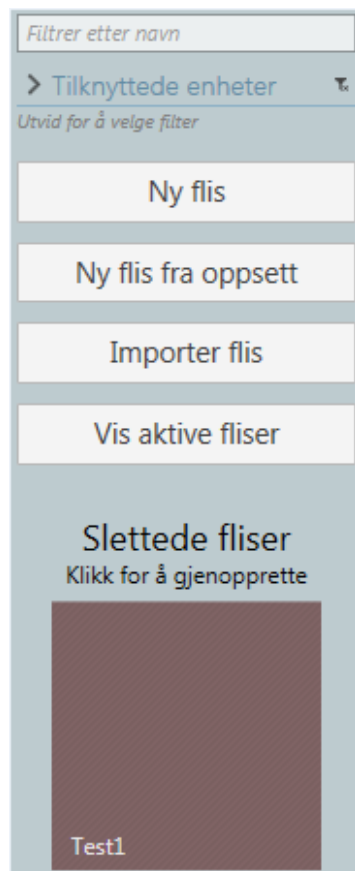 Filtrer etter navn
Tilknyttede enheter
Utvid for å velge filter
Ny flis
Ny flis fra oppsett
Importer flis
Vis aktive fliser
Slettede fliser
Klikk for å gjenopprette
Test1